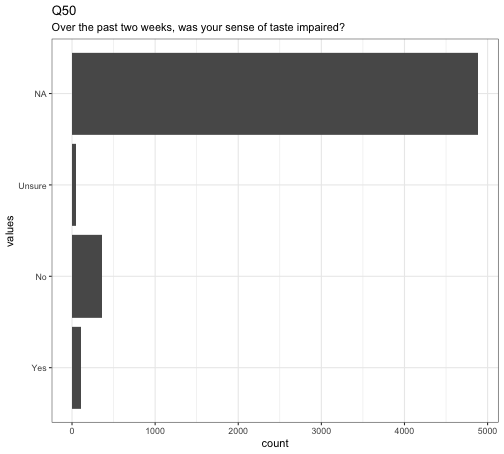 Q50
Over the past two weeks, was your sense of taste impaired?
NA
Unsure
No
Yes
values
0 1000 2000 3000 4000 5000
count